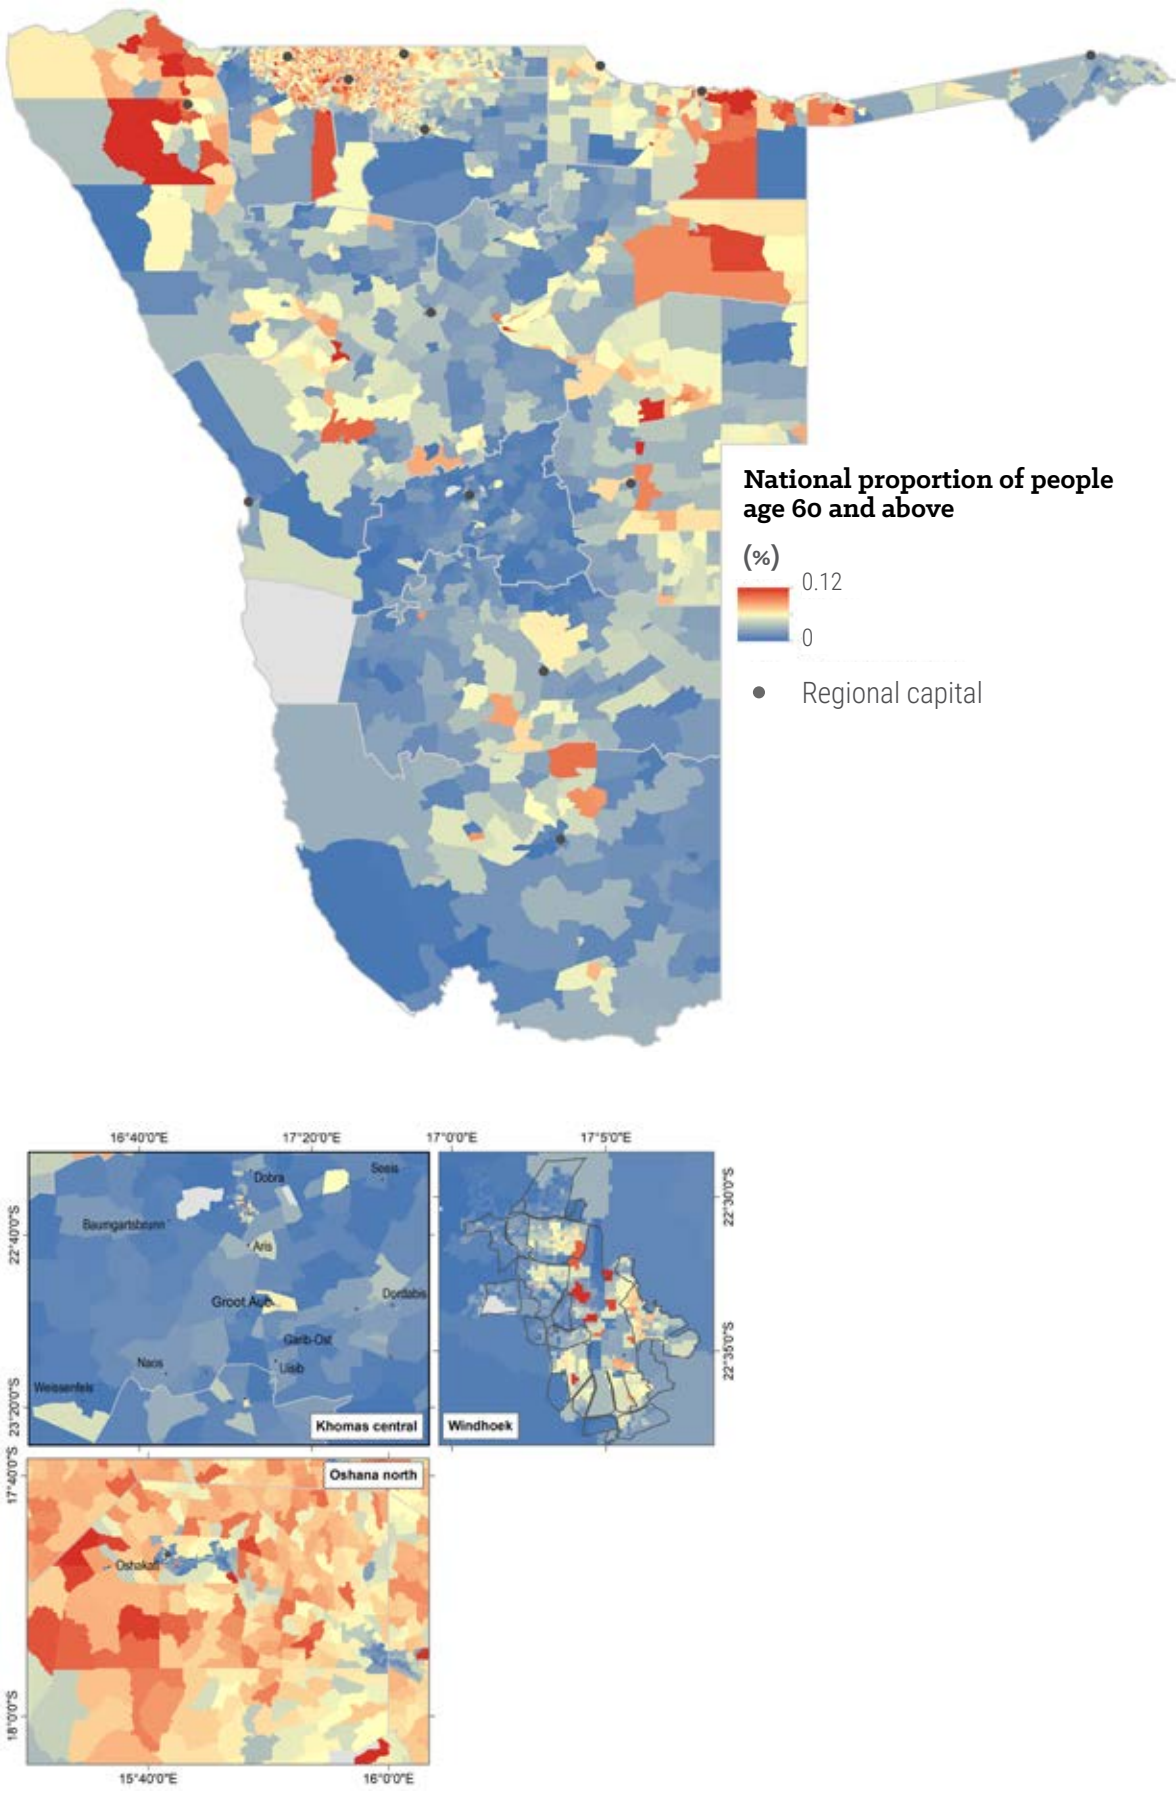 National proportion of people
age 60 and above
(%)
0.12
0
Regional capital
16°40'0"E
17°20'0"E
17°0'0"E
17°5'0"E
Dobra
Seeis
Baumgartsbrunn
Aris
Groot Aub
Dordabis
Garib-Ost
Naos
Uisib
Weissenfels
Khomas central
Windhoek
22°40'0"S
23°20'0"S
22°30'0"S
22°35'0"S
Oshana north
Oshakati
17°40'0"S
18°0'0"S
15°40'0"E
16°0'0"E